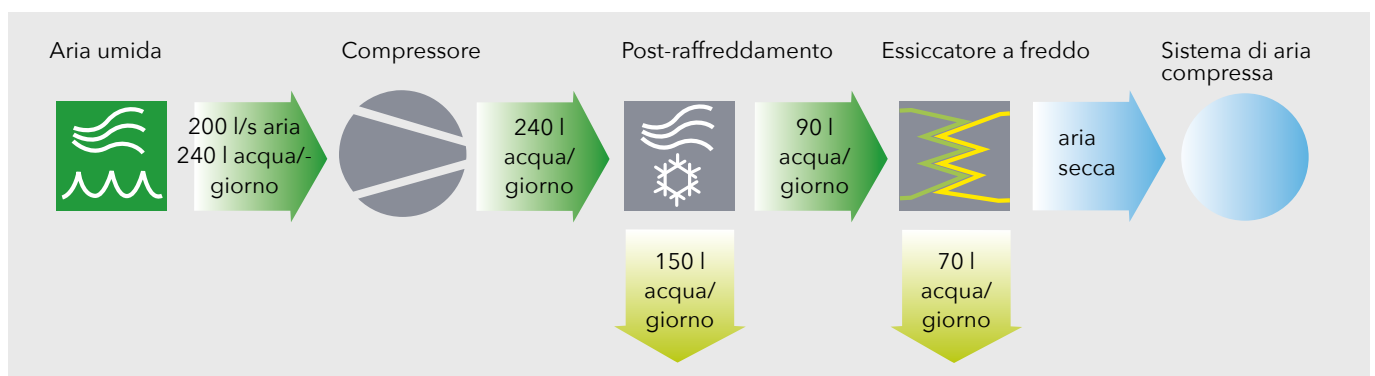 Aria umida
Compressore
Post-raffreddamento
Essiccatore a freddo
Sistema di aria
compressa
200 l/s aria
240 l acqua/-
giorno
240 l
acqua/
giorno
90 l
acqua/
giorno
aria
secca
150 l
acqua/
giorno
70 l
acqua/
giorno